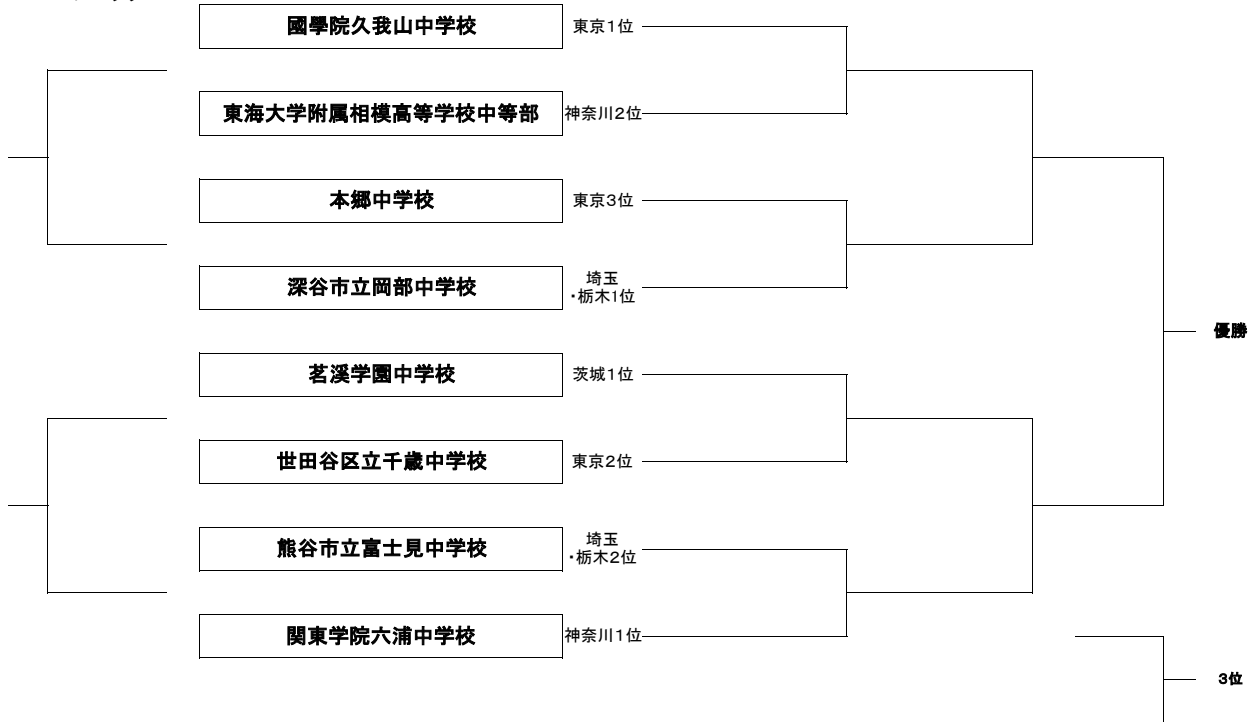 國學院久我山中学校 東京1位
東海大学附属相模高等学校中等部 神奈川2位
本郷中学校 東京3位
深谷市立岡部中学校 埼玉
・栃木1位
優勝
茗溪学園中学校 茨城1位
世田谷区立千歳中学校 東京2位
熊谷市立富士見中学校 埼玉
・栃木2位
関東学院六浦中学校 神奈川1位
3位